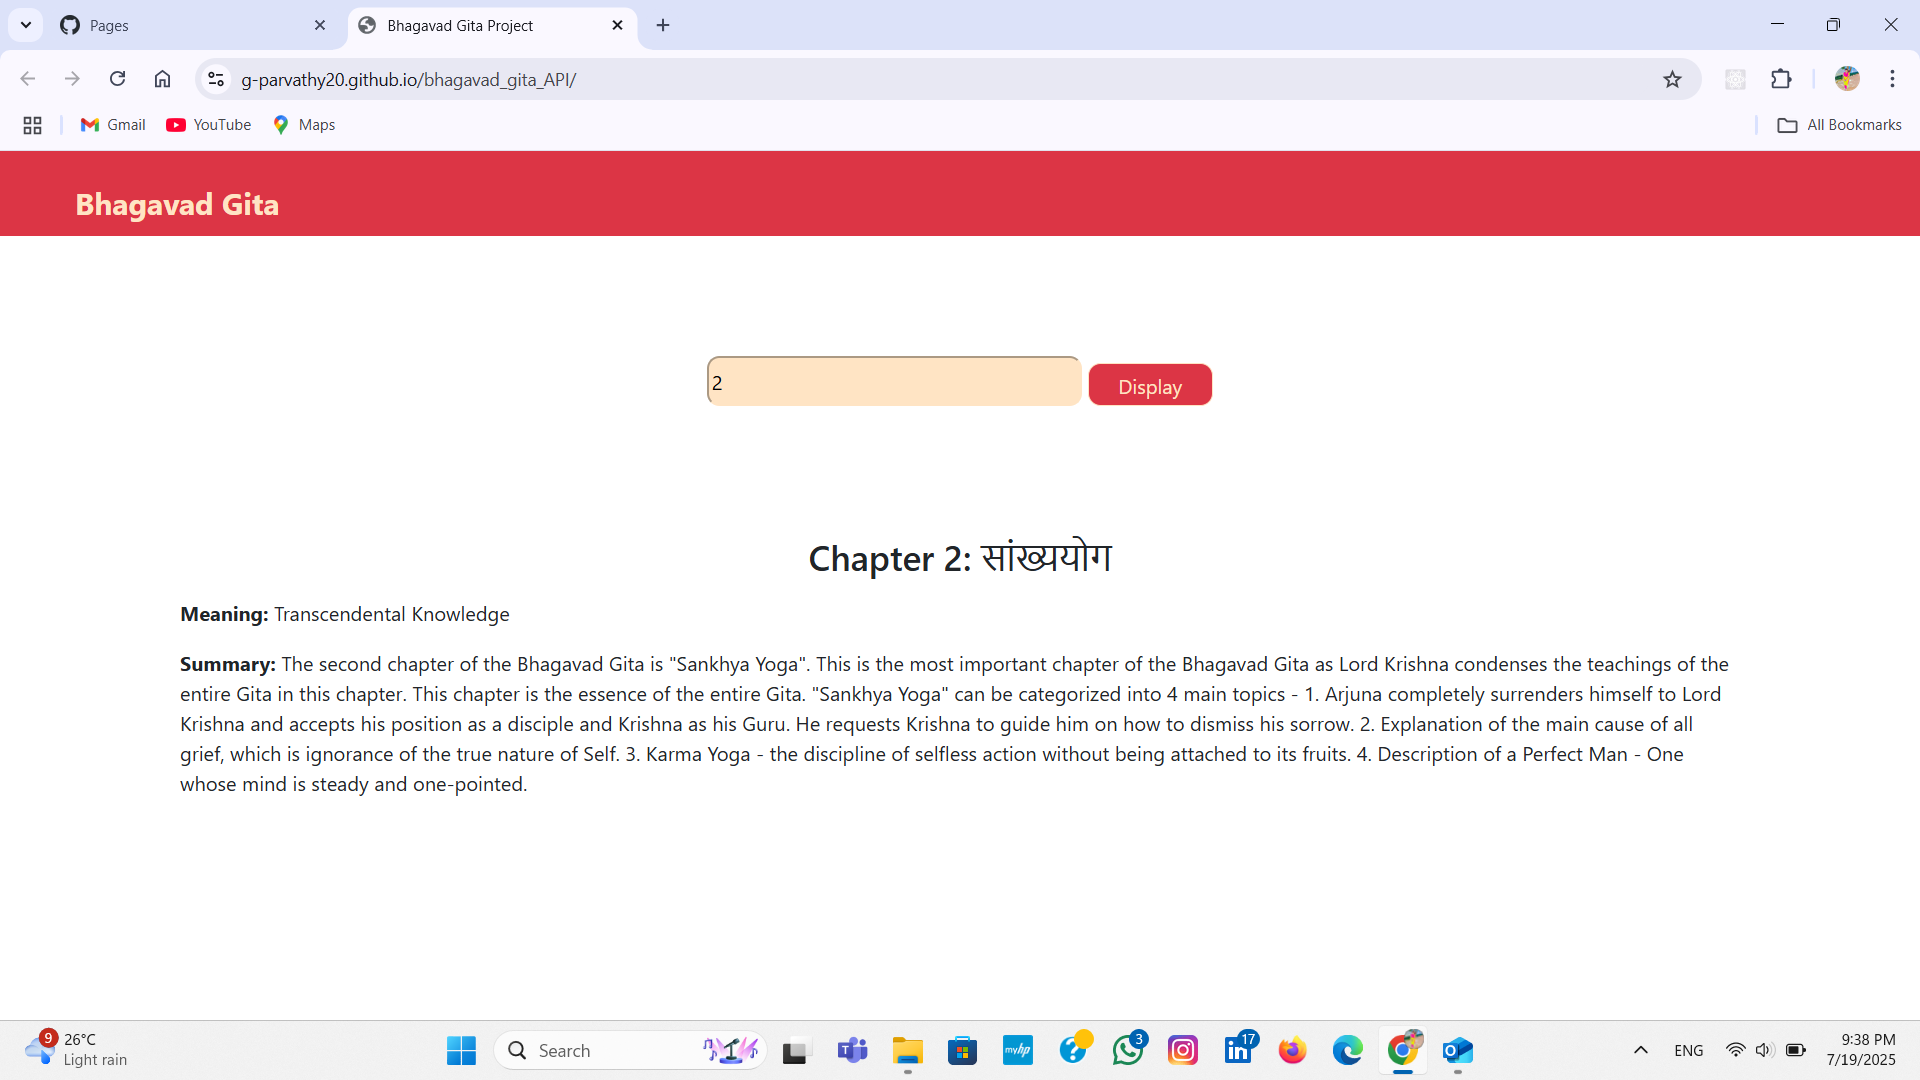 Pages
Bhagavad Gita Project
g-parvathy20.github.io/bhagavad_gita_API/
Gmail
YouTube
Maps
All Bookmarks
Bhagavad Gita
2
Display
Chapter 2: सांख्ययोग
Meaning: Transcendental Knowledge
Summary: The second chapter of the Bhagavad Gita is "Sankhya Yoga". This is the most important chapter of the Bhagavad Gita as Lord Krishna condenses the teachings of the
entire Gita in this chapter. This chapter is the essence of the entire Gita. "Sankhya Yoga" can be categorized into 4 main topics - 1. Arjuna completely surrenders himself to Lord
Krishna and accepts his position as a disciple and Krishna as his Guru. He requests Krishna to guide him on how to dismiss his sorrow. 2. Explanation of the main cause of all
grief, which is ignorance of the true nature of Self. 3. Karma Yoga - the discipline of selfless action without being attached to its fruits. 4. Description of a Perfect Man - One
whose mind is steady and one-pointed.
9
26°C
Light rain
Search
myhp
3
17
ENG
9:38 PM
7/19/2025